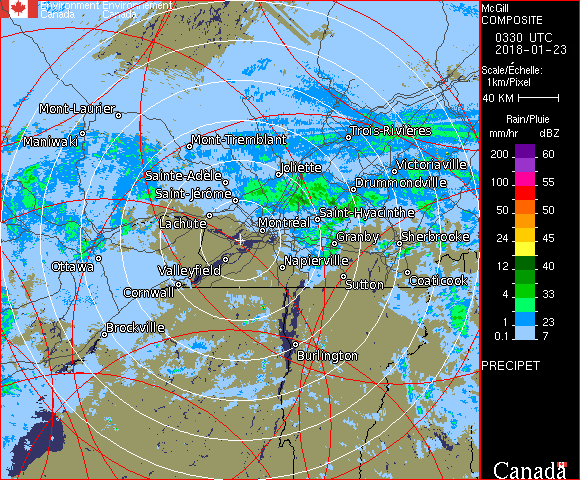 Environment Environnement
Canada Canada
McGill
COMPOSITE
0330 UTC
2018-01-23
Scale/Échelle:
1km/Pixel
40 KM
Rain/Pluie
mm/hr dBZ
200 60
100 55
50 50
24 45
12 40
8 33
4 33
1 23
0.1 7
PRECIPET
Canada
Mont-Laurier
Maniwaki
Mont-Tremblant
Trois-Rivières
Joliette
Victoriaville
Sainte-Adèle
Drummondville
Saint-Jérôme
Saint-Hyacinthe
Lachute
Montréal
Granby
Sherbrooke
Ottawa
Valleyfield
Napierville
Cornwall
Sutton
Coaticook
Brockville
Burlington